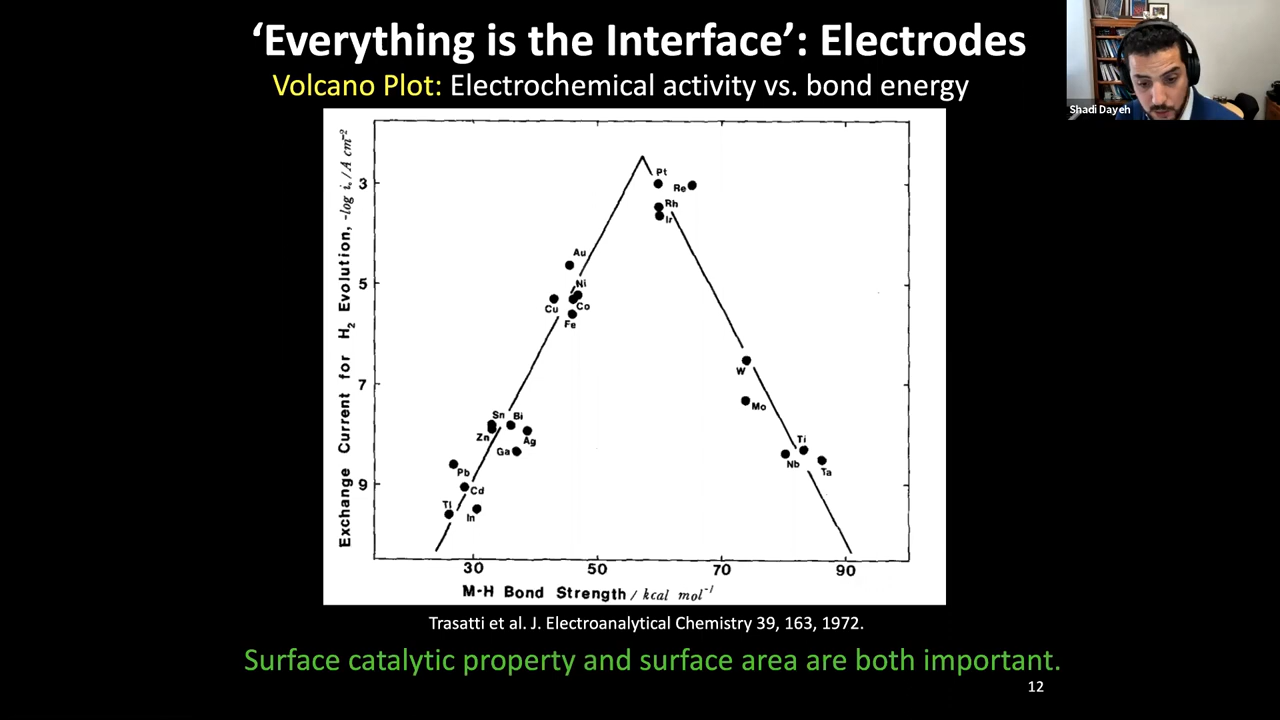 ‘Everything is the Interface’: Electrodes
Volcano Plot: Electrochemical activity vs. bond energy
Shadi Dayeh
Exchange Current for H₂ Evolution, -log i₀/A cm⁻²
3
5
7
9
Pt
Re
Rh
Ir
Au
Ni
Cu
Co
Fe
W
Mo
Sn
Bi
Zn
Ag
Ga
Ti
Nb
Ta
Pb
Cd
Tl
In
30
50
70
90
M-H Bond Strength / kcal mol⁻¹
Trasatti et al. J. Electroanalytical Chemistry 39, 163, 1972.
Surface catalytic property and surface area are both important.
12